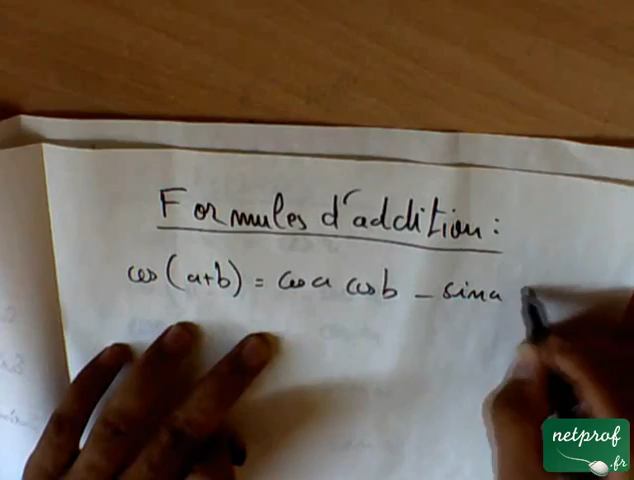 Formules d'addition :
cos (a+b) = cos a cos b - sin a
netprof
.fr